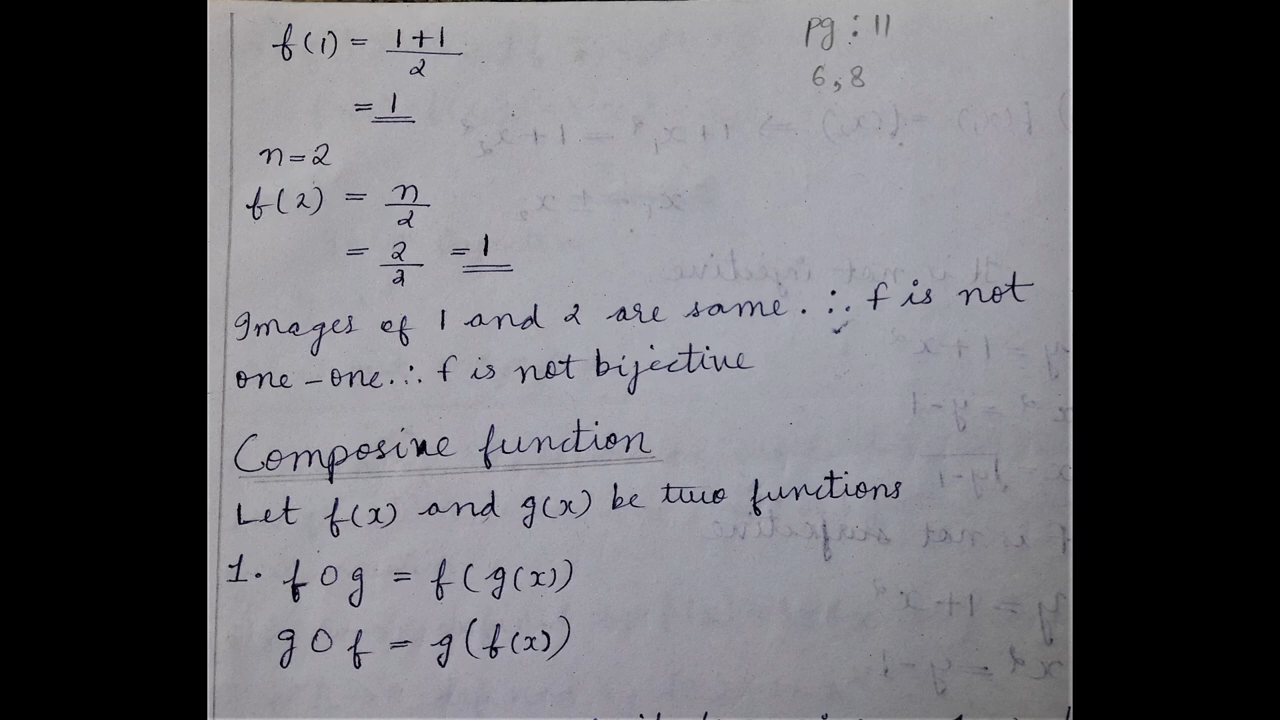 f(1) = 1+1/2
pg : 11
6,8
= 1
n=2
f(2) = n/2
= 2/2 = 1
Images of 1 and 2 are same. ∴ f is not
one-one. ∴ f is not bijective
Composive function
Let f(x) and g(x) be two functions
1. f O g = f(g(x))
g O f = g(f(x))